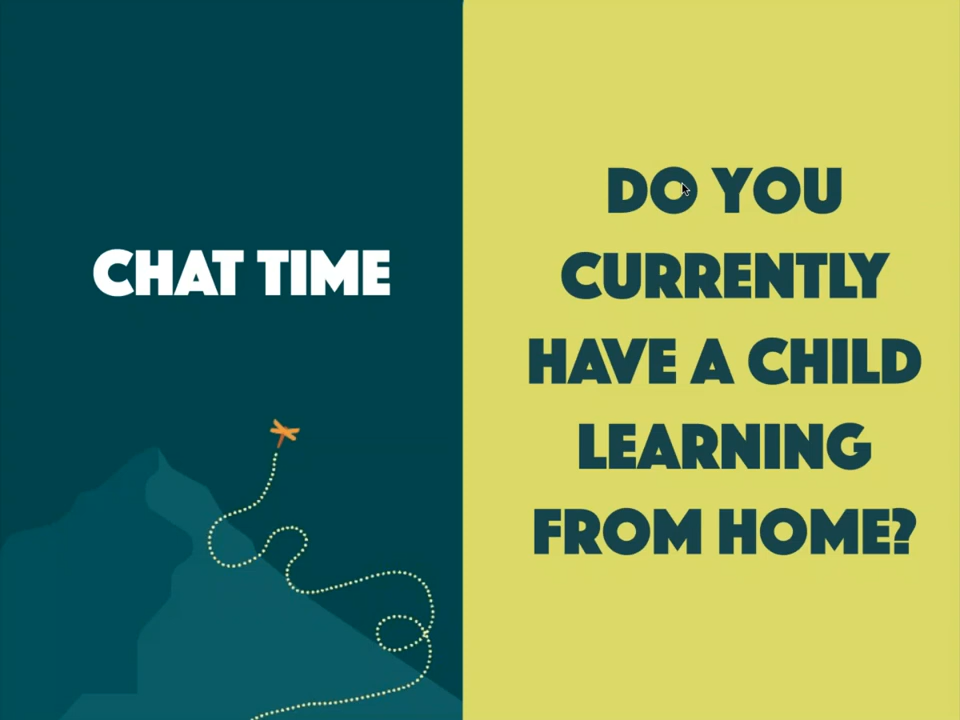 CHAT TIME
DO YOU
CURRENTLY
HAVE A CHILD
LEARNING
FROM HOME?